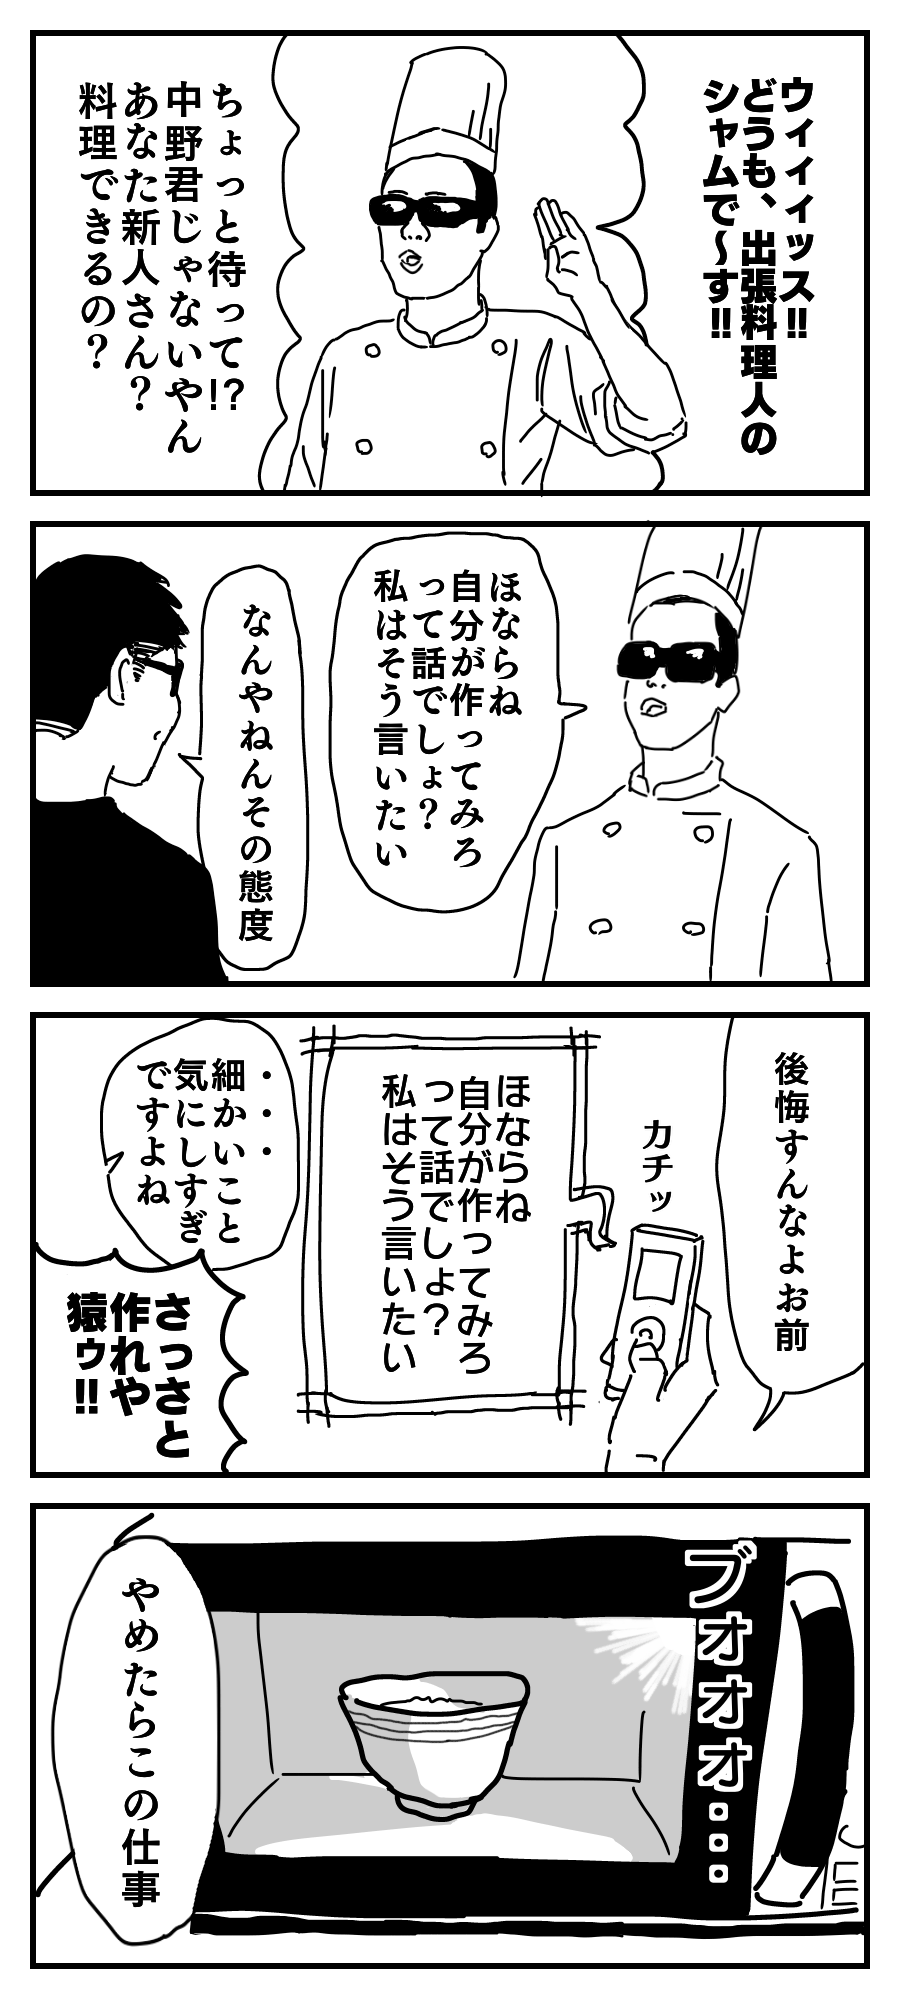 ウィィィッス!!
どうも、出張料理人の
シャムで〜す!!
ちょっと待って!?
中野君じゃないやん
あなた新人さん?
料理できるの?
ほならね
自分が作ってみろ
って話でしょ?
私はそう言いたい
なんやねんその態度
後悔すんなよお前
カチッ
ほならね
自分が作ってみろ
って話でしょ?
私はそう言いたい
・・・
細かいこと
気にしすぎ
ですよね
さっさと
作れや
猿ゥ!!
ブォォォ...
やめたらこの仕事